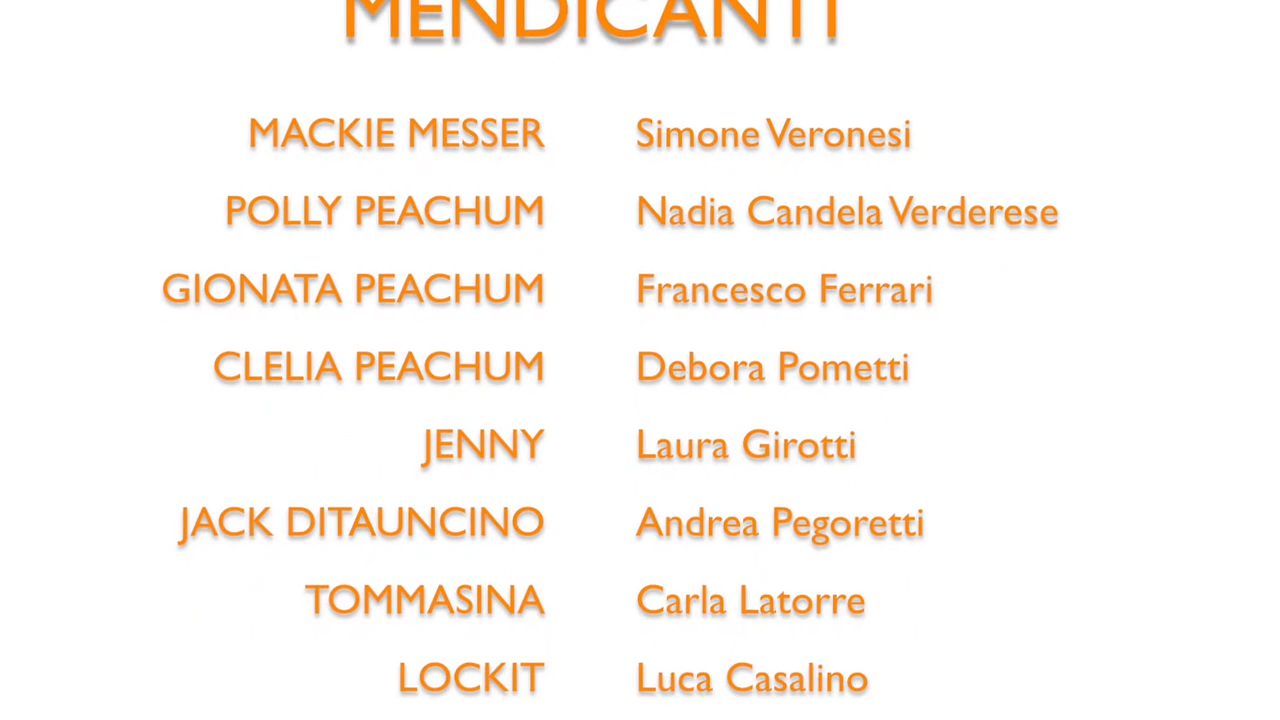 MENDICANTI
MACKIE MESSER Simone Veronesi
POLLY PEACHUM Nadia Candela Verderese
GIONATA PEACHUM Francesco Ferrari
CLELIA PEACHUM Debora Pometti
JENNY Laura Girotti
JACK DITAUNCINO Andrea Pegoretti
TOMMASINA Carla Latorre
LOCKIT Luca Casalino